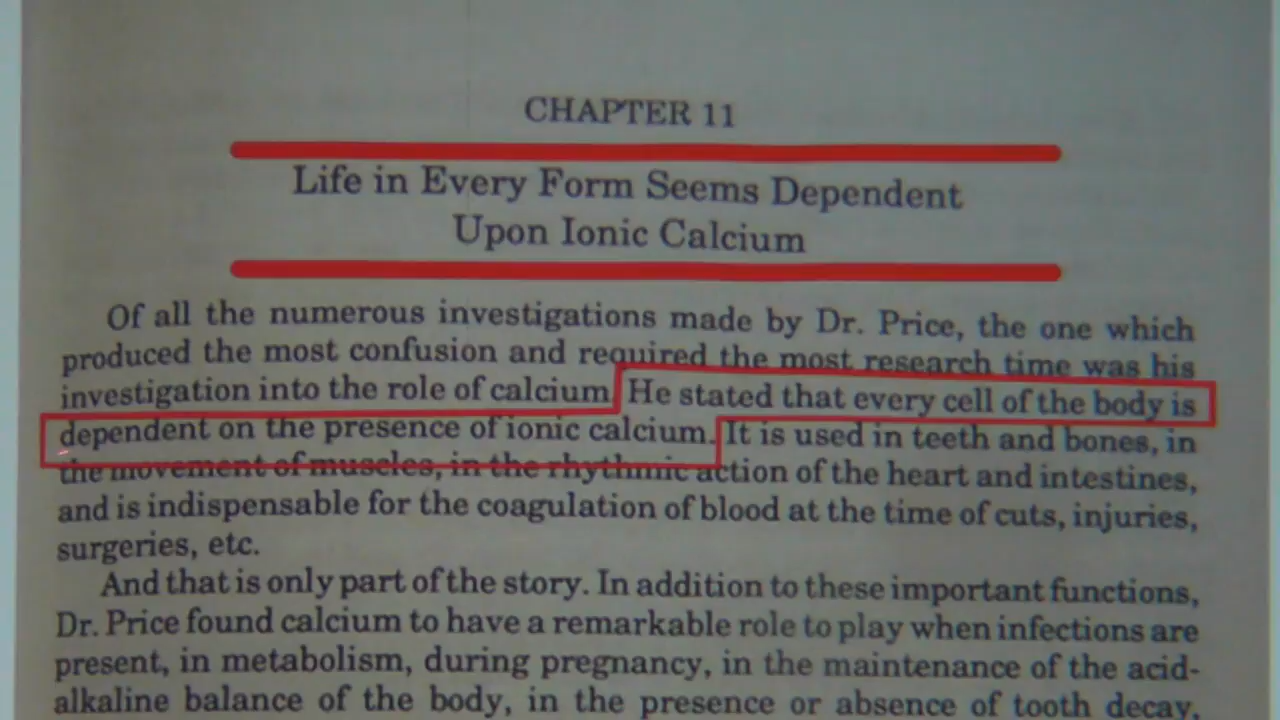 CHAPTER 11
Life in Every Form Seems Dependent
Upon Ionic Calcium
Of all the numerous investigations made by Dr. Price, the one which
produced the most confusion and required the most research time was his
investigation into the role of calcium. He stated that every cell of the body is
dependent on the presence of ionic calcium. It is used in teeth and bones, in
the movement of muscles, in the rhythmic action of the heart and intestines,
and is indispensable for the coagulation of blood at the time of cuts, injuries,
surgeries, etc.
And that is only part of the story. In addition to these important functions,
Dr. Price found calcium to have a remarkable role to play when infections are
present, in metabolism, during pregnancy, in the maintenance of the acid-
alkaline balance of the body, in the presence or absence of tooth decay,